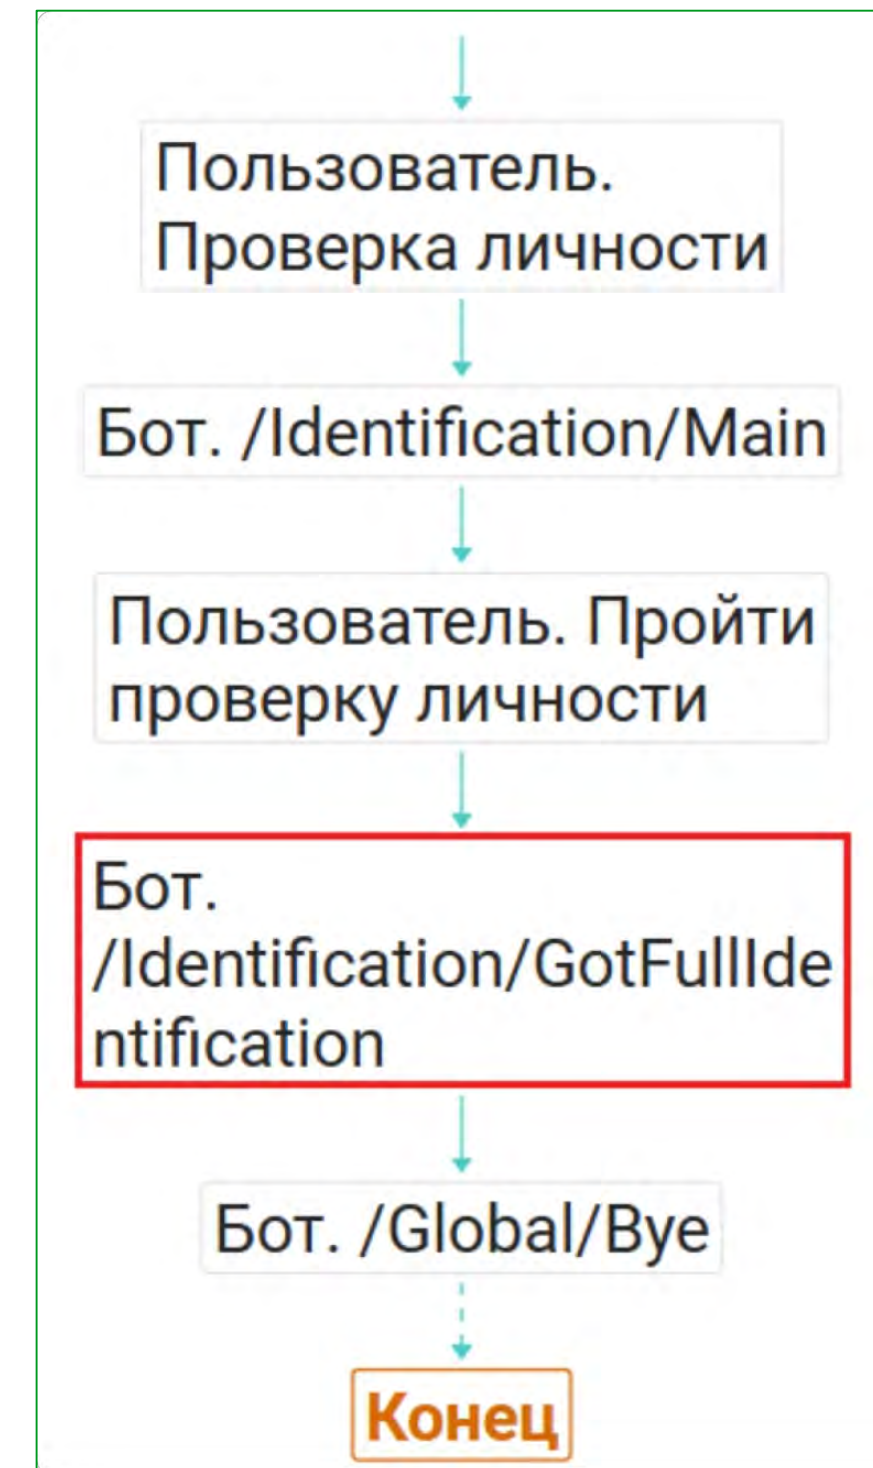 Пользователь.
Проверка личности
Бот. /Identification/Main
Пользователь. Пройти
проверку личности
Бот.
/Identification/GotFullIde
ntification
Бот. /Global/Bye
Конец